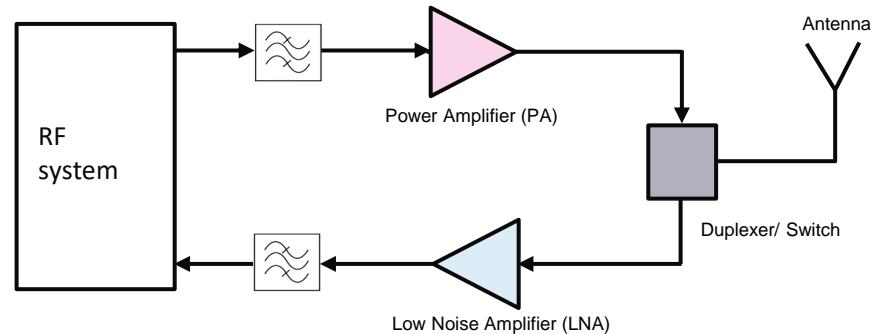 Antenna
Power Amplifier (PA)
RF
system
Duplexer/ Switch
Low Noise Amplifier (LNA)